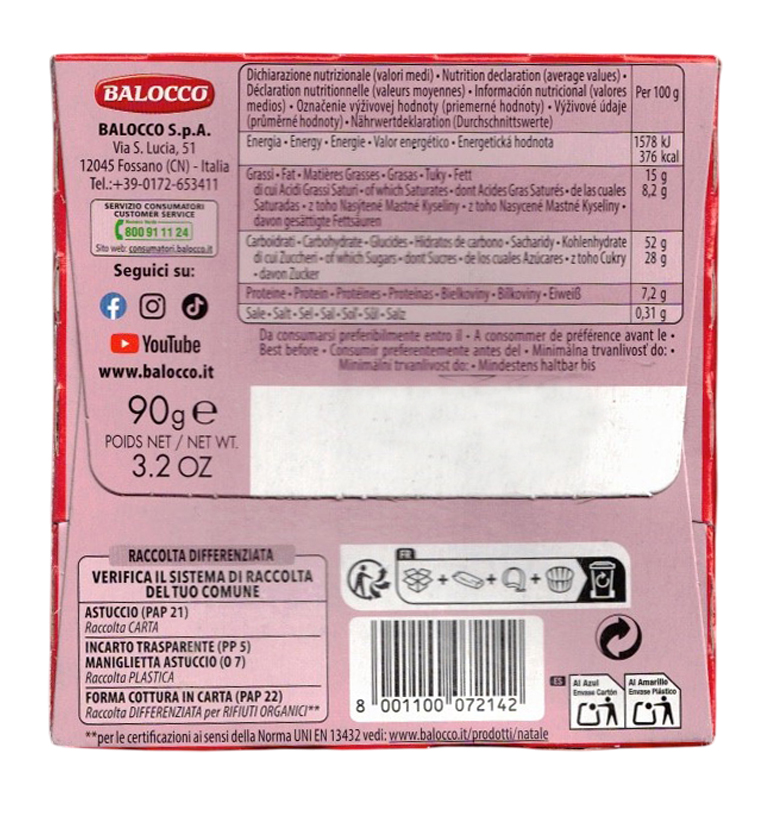 BALOCCO
BALOCCO S.p.A.
Via S. Lucia, 51
12045 Fossano (CN) - Italia
Tel.:+39-0172-653411
SERVIZIO CONSUMATORI
CUSTOMER SERVICE
Numero Verde
800 91 11 24
Sito web: consumatori.balocco.it
Seguici su:
YouTube
www.balocco.it
90g e
POIDS NET / NET WT.
3.2 OZ
Dichiarazione nutrizionale (valori medi) • Nutrition declaration (average values) •
Déclaration nutritionnelle (valeurs moyennes) • Información nutricional (valores
medios) • Označenie výživovej hodnoty (priemerné hodnoty) • Výživové údaje
(průměrné hodnoty) • Nährwertdeklaration (Durchschnittswerte)
Per 100 g
Energia • Energy • Energie • Valor energético • Energetická hodnota
1578 kJ
376 kcal
Grassi • Fat • Matières Grasses • Grasas • Tuky • Fett
15 g
di cui Acidi Grassi Saturi • of which Saturates • dont Acides Gras Saturés • de las cuales
8,2 g
Saturadas • z toho Nasýtené Mastné Kyseliny • z toho Nasycené Mastné Kyseliny •
davon gesättigte Fettsäuren
Carboidrati • Carbohydrate • Glucides • Hidratos de carbono • Sacharidy • Kohlenhydrate
52 g
di cui Zuccheri • of which Sugars • dont Sucres • de los cuales Azúcares • z toho Cukry
28 g
• davon Zucker
Proteine • Protein • Protéines • Proteínas • Bielkoviny • Bílkoviny • Eiweiß
7,2 g
Sale • Salt • Sel • Sal • Soľ • Sůl • Salz
0,31 g
Da consumarsi preferibilmente entro il • A consommer de préférence avant le •
Best before • Consumir preferentemente antes del • Minimálna trvanlivosť do: •
Minimální trvanlivost do: • Mindestens haltbar bis
RACCOLTA DIFFERENZIATA
VERIFICA IL SISTEMA DI RACCOLTA
DEL TUO COMUNE
ASTUCCIO (PAP 21)
Raccolta CARTA
INCARTO TRASPARENTE (PP 5)
MANIGLIETTA ASTUCCIO (O 7)
Raccolta PLASTICA
FORMA COTTURA IN CARTA (PAP 22)
Raccolta DIFFERENZIATA per RIFIUTI ORGANICI**
**per le certificazioni ai sensi della Norma UNI EN 13432 vedi: www.balocco.it/prodotti/natale
FR
+ + +
8 001100 072142
ES
Al Azul
Envase Cartón
Al Amarillo
Envase Plástico